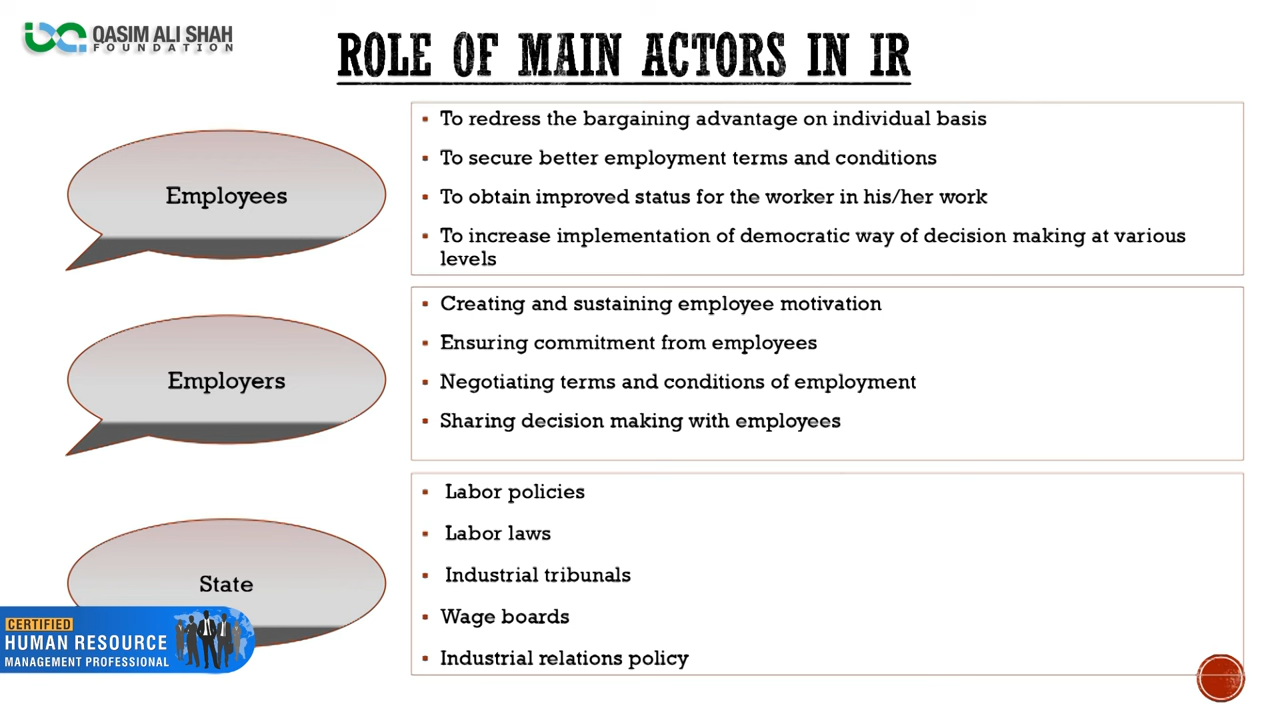 QASIM ALI SHAH
FOUNDATION
ROLE OF MAIN ACTORS IN IR
Employees
▪ To redress the bargaining advantage on individual basis
▪ To secure better employment terms and conditions
▪ To obtain improved status for the worker in his/her work
▪ To increase implementation of democratic way of decision making at various
levels
Employers
▪ Creating and sustaining employee motivation
▪ Ensuring commitment from employees
▪ Negotiating terms and conditions of employment
▪ Sharing decision making with employees
State
▪ Labor policies
▪ Labor laws
▪ Industrial tribunals
▪ Wage boards
▪ Industrial relations policy
CERTIFIED
HUMAN RESOURCE
MANAGEMENT PROFESSIONAL